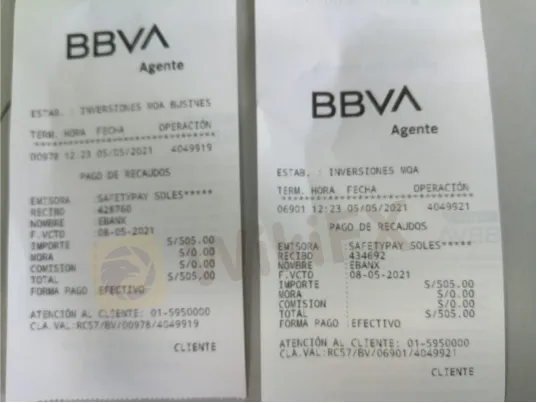 BBVA
Agente
ESTAB. : INVERSIONES MQA BUSINES
TERM. HORA FECHA OPERACIÓN
00978 12:23 05/05/2021 4049919
PAGO DE RECAUDOS
EMISORA :SAFETYPAY SOLES*****
RECIBO :428760
NOMBRE :EBANX
F.VCTO :08-05-2021
IMPORTE S/505.00
MORA S/0.00
COMISION S/0.00
TOTAL S/505.00
FORMA PAGO :EFECTIVO
ATENCIÓN AL CLIENTE: 01-5950000
CLA.VAL:RC57/BV/00978/4049919
CLIENTE
BBVA
Agente
ESTAB. : INVERSIONES MQA
TERM. HORA FECHA OPERACIÓN
06901 12:23 05/05/2021 4049921
PAGO DE RECAUDOS
EMISORA :SAFETYPAY SOLES*****
RECIBO :434692
NOMBRE :EBANX
F.VCTO :08-05-2021
IMPORTE S/505.00
MORA S/0.00
COMISION S/0.00
TOTAL S/505.00
FORMA PAGO :EFECTIVO
ATENCIÓN AL CLIENTE: 01-5950000
CLA.VAL:RC57/BV/06901/4049921
CLIENTE